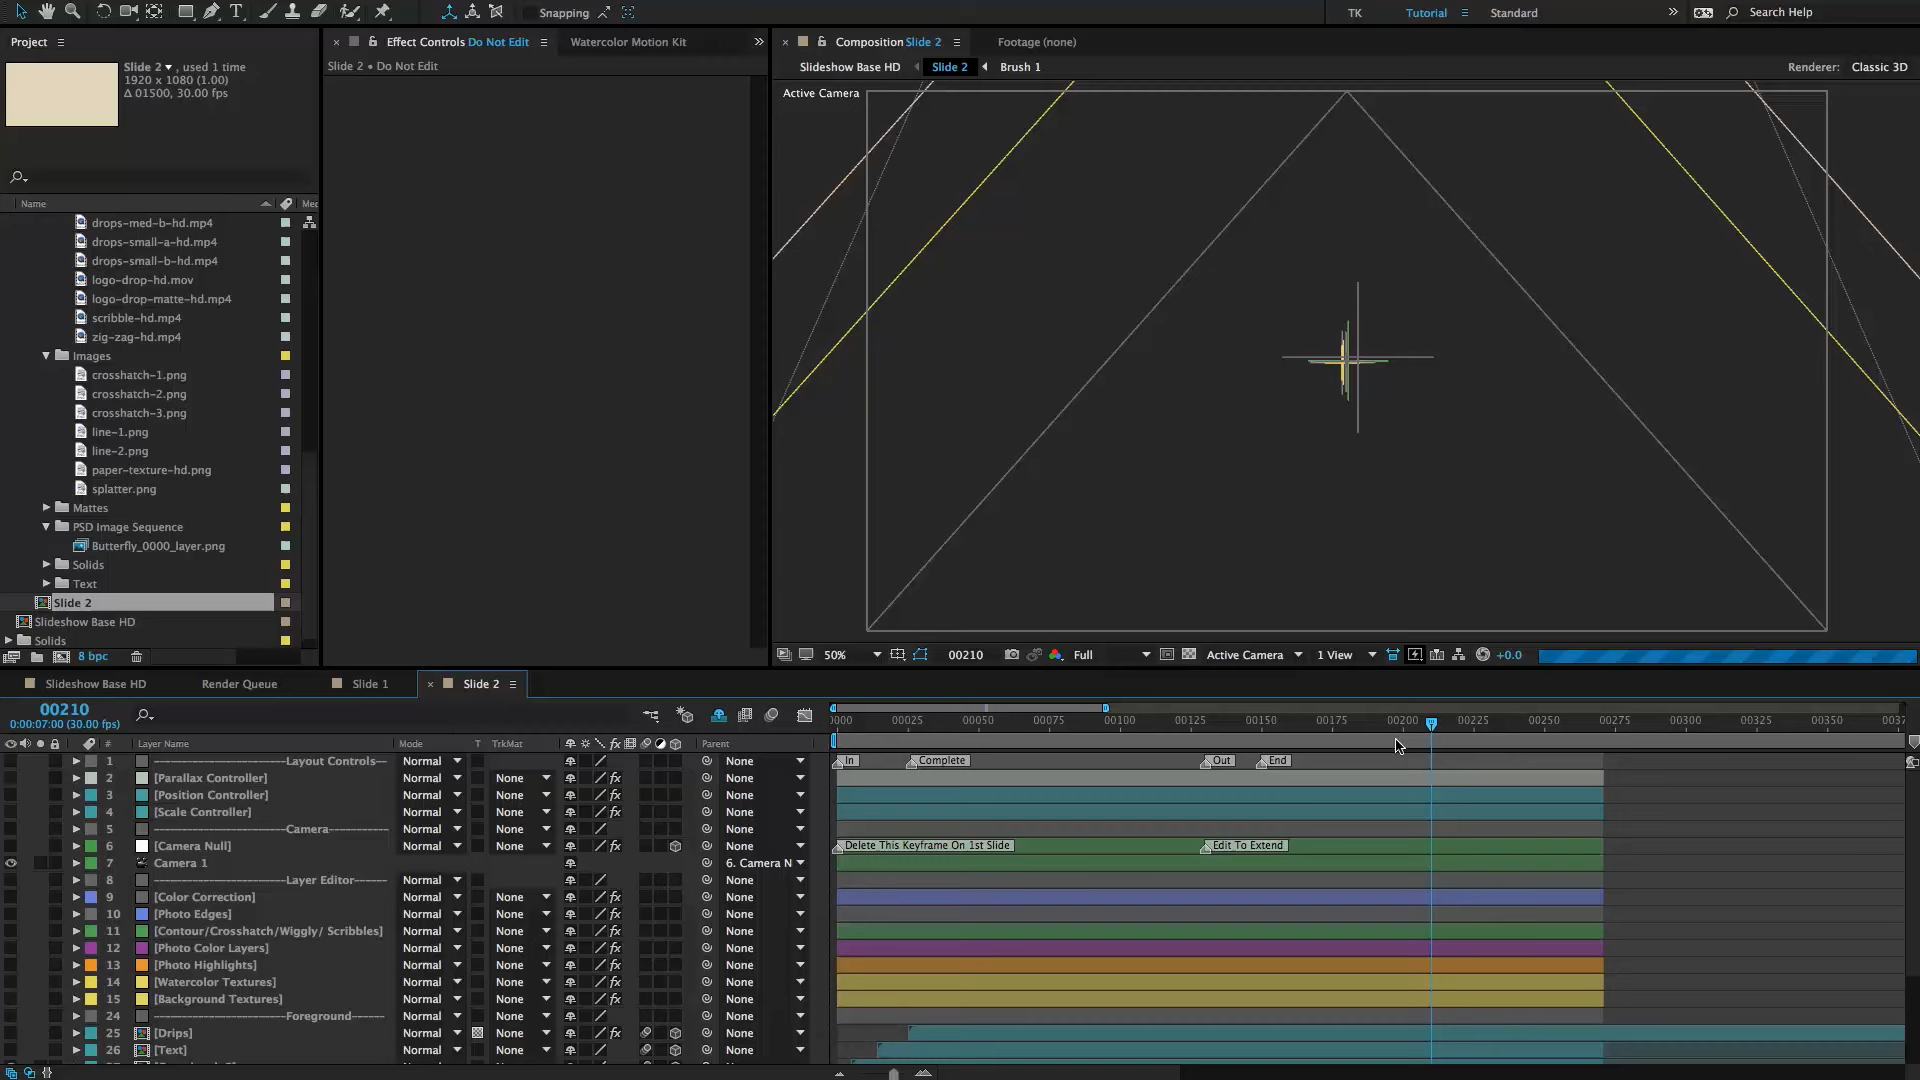 Snapping
TK
Tutorial
Standard
Search Help
Project
Effect Controls Do Not Edit
Watercolor Motion Kit
Composition Slide 2
Footage (none)
Slide 2 , used 1 time
1920 x 1080 (1.00)
Δ 01500, 30.00 fps
Slide 2 • Do Not Edit
Slideshow Base HD
Slide 2
Brush 1
Renderer:
Classic 3D
Active Camera
Name
drops-med-b-hd.mp4
drops-small-a-hd.mp4
drops-small-b-hd.mp4
logo-drop-hd.mov
logo-drop-matte-hd.mp4
scribble-hd.mp4
zig-zag-hd.mp4
Images
crosshatch-1.png
crosshatch-2.png
crosshatch-3.png
line-1.png
line-2.png
paper-texture-hd.png
splatter.png
Mattes
PSD Image Sequence
Butterfly_0000_layer.png
Solids
Text
Slide 2
Slideshow Base HD
Solids
8 bpc
50%
00210
Full
Active Camera
1 View
+0.0
Slideshow Base HD
Render Queue
Slide 1
Slide 2
00210
0:00:07:00 (30.00 fps)
0000 00025 00050 00075 00100 00125 00150 00175 00200 00225 00250 00275 00300 00325 00350
# Layer Name Mode T TrkMat Parent
1 Layout Controls Normal None In Complete Out End
2 [Parallax Controller] Normal None None
3 [Position Controller] Normal None None
4 [Scale Controller] Normal None None
5 Camera Normal None None
6 [Camera Null] Normal None None Delete This Keyframe On 1st Slide Edit To Extend
7 Camera 1 6. Camera N
8 Layer Editor Normal None
9 [Color Correction] Normal None None
10 [Photo Edges] Normal None None
11 [Contour/Crosshatch/Wiggly/ Scribbles] Normal None None
12 [Photo Color Layers] Normal None None
13 [Photo Highlights] Normal None None
14 [Watercolor Textures] Normal None None
15 [Background Textures] Normal None None
24 Foreground Normal None None
25 [Drips] Normal None None
26 [Text] Normal None None